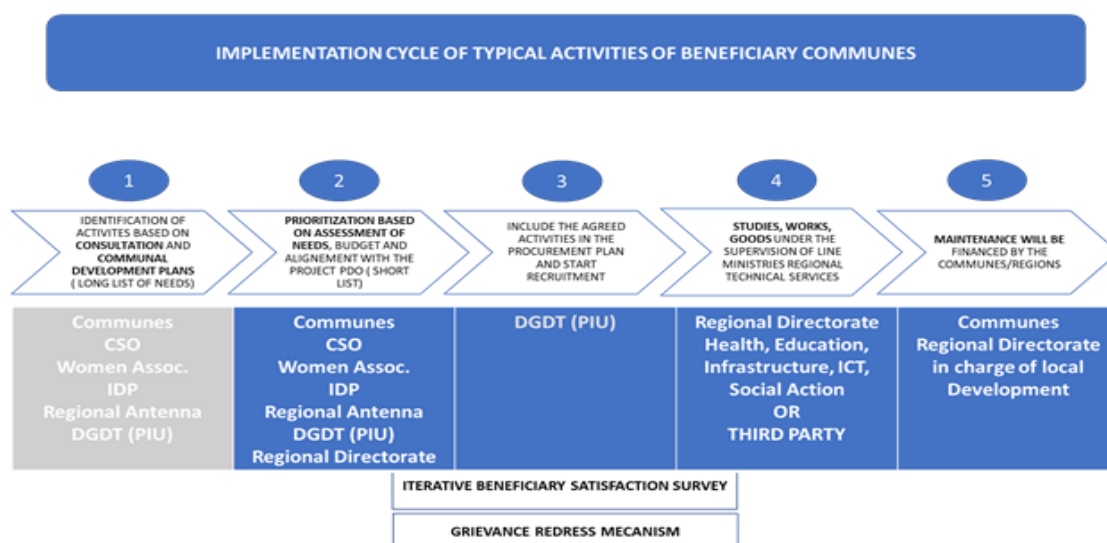 IMPLEMENTATION CYCLE OF TYPICAL ACTIVITIES OF BENEFICIARY COMMUNES
1
IDENTIFICATION OF
ACTIVITES BASED ON
CONSULTATION AND
COMMUNAL
DEVELOPMENT PLANS
( LONG LIST OF NEEDS)
2
PRIORITIZATION BASED
ON ASSESSMENT OF
NEEDS, BUDGET AND
ALIGNEMENT WITH THE
PROJECT PDO ( SHORT
LIST)
3
INCLUDE THE AGREED
ACTIVITIES IN THE
PROCUREMENT PLAN
AND START
RECRUITMENT
4
STUDIES, WORKS,
GOODS UNDER THE
SUPERVISION OF LINE
MINISTRIES REGIONAL
TECHNICAL SERVICES
5
MAINTENANCE WILL BE
FINANCED BY THE
COMMUNES/REGIONS
Communes
CSO
Women Assoc.
IDP
Regional Antenna
DGDT (PIU)
Communes
CSO
Women Assoc.
IDP
Regional Antenna
DGDT (PIU)
Regional Directorate
DGDT (PIU)
Regional Directorate
Health, Education,
Infrastructure, ICT,
Social Action
OR
THIRD PARTY
Communes
Regional Directorate
in charge of local
Development
ITERATIVE BENEFICIARY SATISFACTION SURVEY
GRIEVANCE REDRESS MECANISM